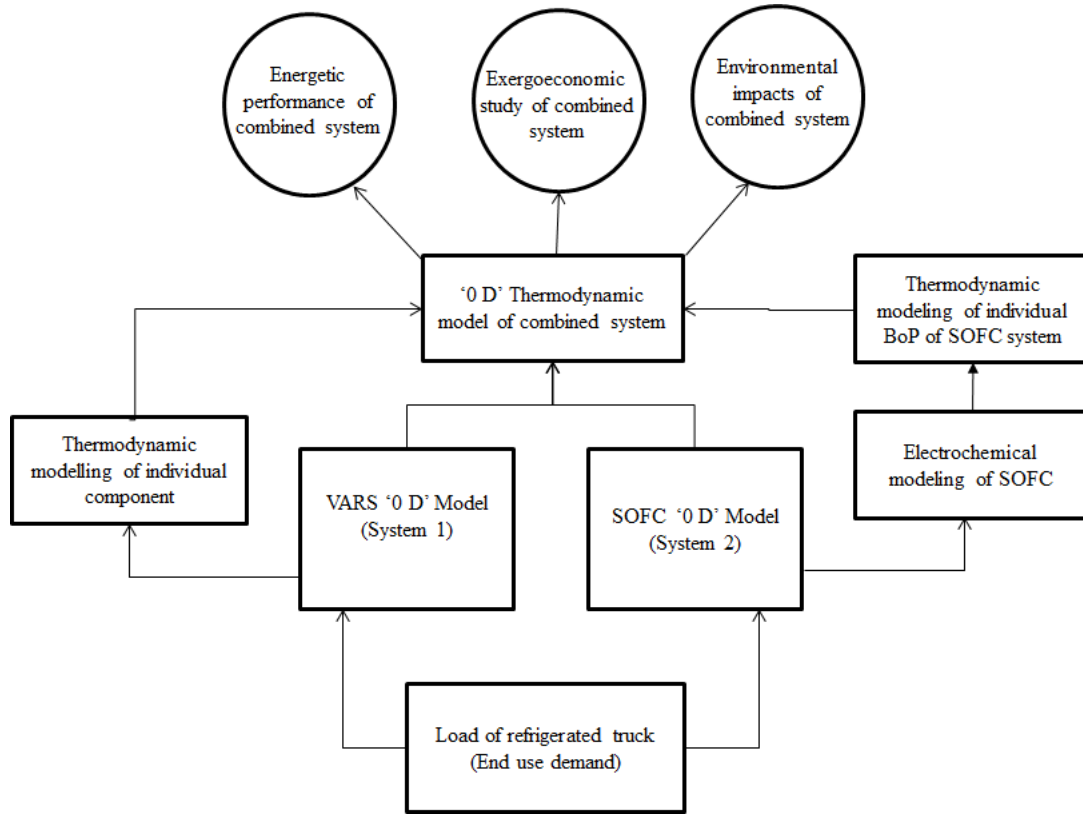 Energetic
performance of
combined system
Exergoeconomic
study of combined
system
Environmental
impacts of
combined system
‘0 D’ Thermodynamic
model of combined system
Thermodynamic
modeling of individual
BoP of SOFC system
Thermodynamic
modelling of individual
component
VARS ‘0 D’ Model
(System 1)
SOFC ‘0 D’ Model
(System 2)
Electrochemical
modeling of SOFC
Load of refrigerated truck
(End use demand)